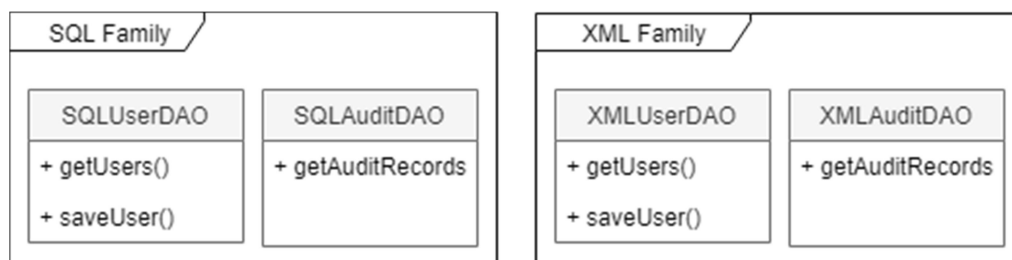 SQL Family
SQLUserDAO
+ getUsers()
+ saveUser()
SQLAuditDAO
+ getAuditRecords
XML Family
XMLUserDAO
+ getUsers()
+ saveUser()
XMLAuditDAO
+ getAuditRecords